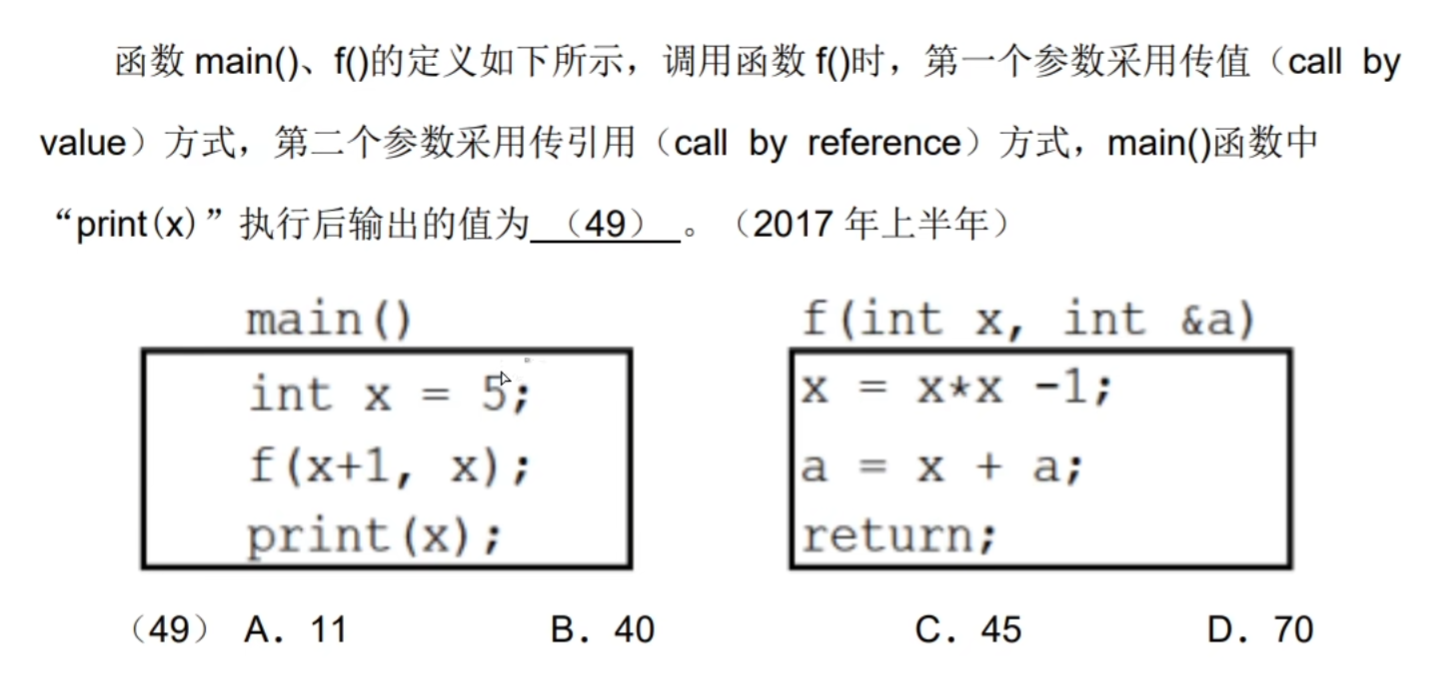 函数 main()、f()的定义如下所示，调用函数 f()时，第一个参数采用传值（call by
value）方式，第二个参数采用传引用（call by reference）方式，main()函数中
“print(x)”执行后输出的值为 （49） 。（2017 年上半年）
main()
int x = 5;
f(x+1, x);
print(x);
f(int x, int &a)
x = x*x -1;
a = x + a;
return;
（49） A．11 B．40 C．45 D．70